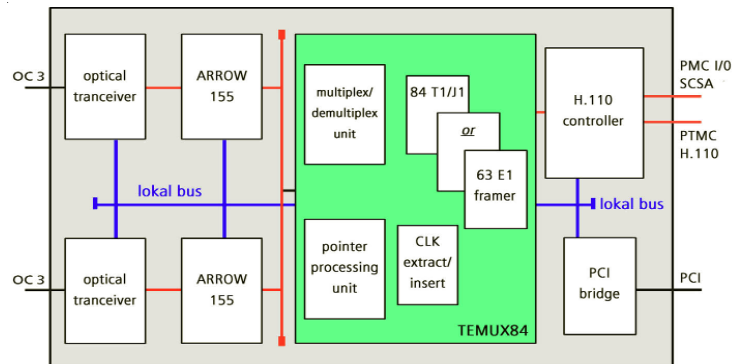 OC 3
optical
tranceiver
ARROW
155
multiplex/
demultiplex
unit
84 T1/J1
or
63 E1
framer
H.110
controller
PMC I/0
SCSA
PTMC
H.110
lokal bus
lokal bus
OC 3
optical
tranceiver
ARROW
155
pointer
processing
unit
CLK
extract/
insert
TEMUX84
PCI
bridge
PCI